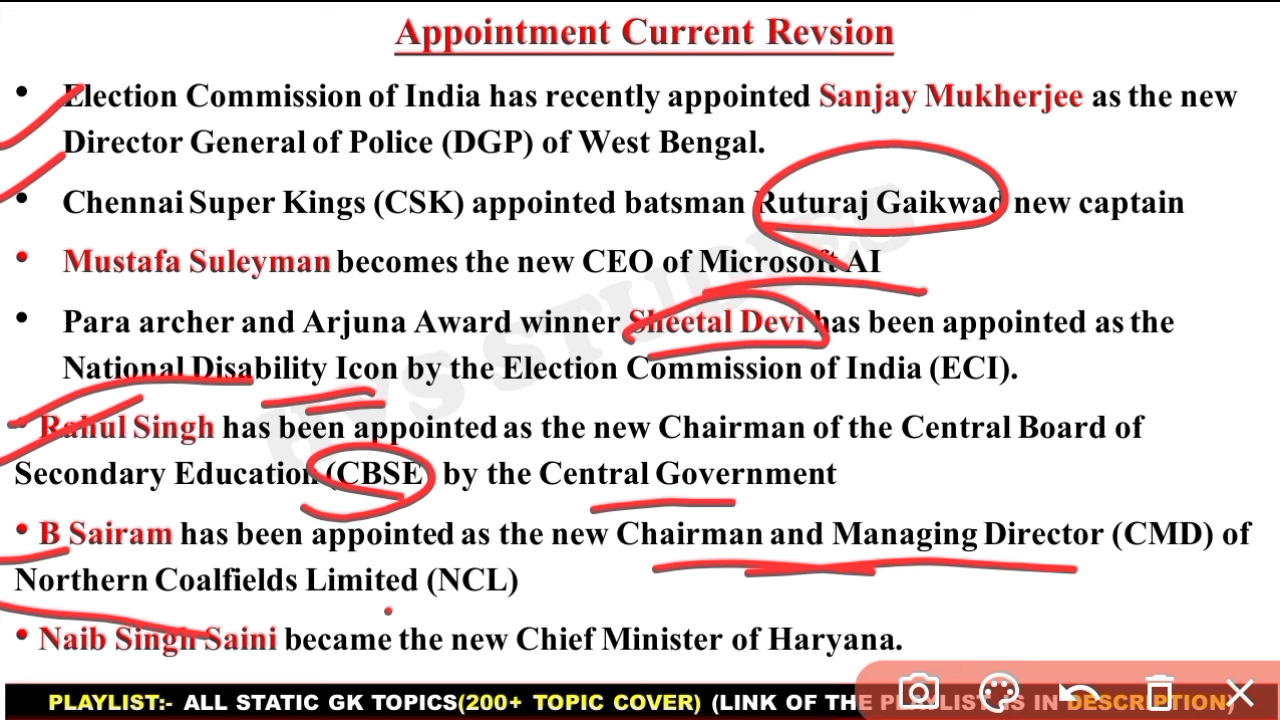 Appointment Current Revsion
• Election Commission of India has recently appointed Sanjay Mukherjee as the new
Director General of Police (DGP) of West Bengal.
• Chennai Super Kings (CSK) appointed batsman Ruturaj Gaikwad new captain
• Mustafa Suleyman becomes the new CEO of Microsoft AI
• Para archer and Arjuna Award winner Sheetal Devi has been appointed as the
National Disability Icon by the Election Commission of India (ECI).
• Rahul Singh has been appointed as the new Chairman of the Central Board of
Secondary Education (CBSE) by the Central Government
• B Sairam has been appointed as the new Chairman and Managing Director (CMD) of
Northern Coalfields Limited (NCL)
• Naib Singh Saini became the new Chief Minister of Haryana.
PLAYLIST:- ALL STATIC GK TOPICS(200+ TOPIC COVER) (LINK OF THE PLAYLIST IS IN DESCRIPTION)